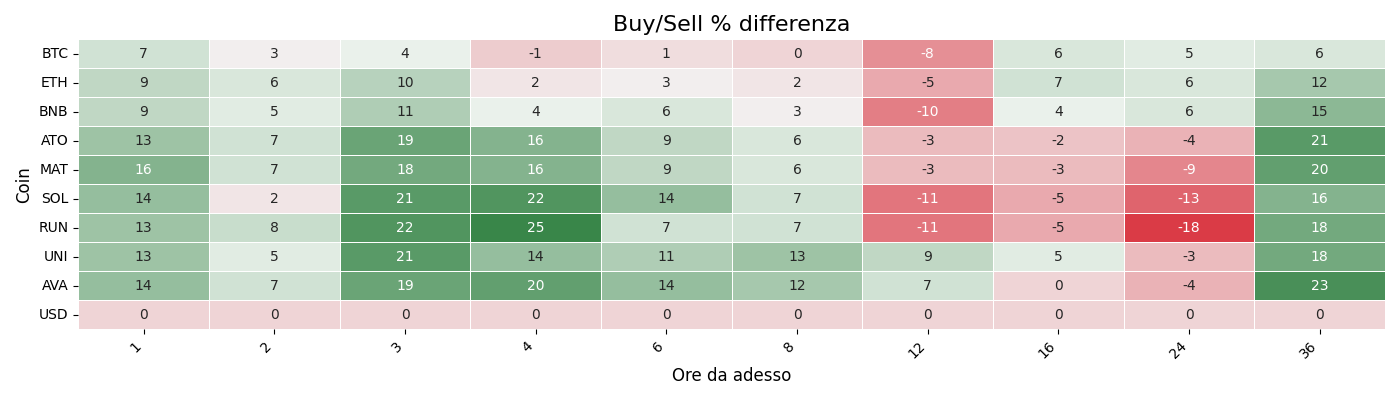 Buy/Sell % differenza
Coin
BTC 7 3 4 -1 1 0 -8 6 5 6
ETH 9 6 10 2 3 2 -5 7 6 12
BNB 9 5 11 4 6 3 -10 4 6 15
ATO 13 7 19 16 9 6 -3 -2 -4 21
MAT 16 7 18 16 9 6 -3 -3 -9 20
SOL 14 2 21 22 14 7 -11 -5 -13 16
RUN 13 8 22 25 7 7 -11 -5 -18 18
UNI 13 5 21 14 11 13 9 5 -3 18
AVA 14 7 19 20 14 12 7 0 -4 23
USD 0 0 0 0 0 0 0 0 0 0
1 2 3 4 6 8 12 16 24 36
Ore da adesso